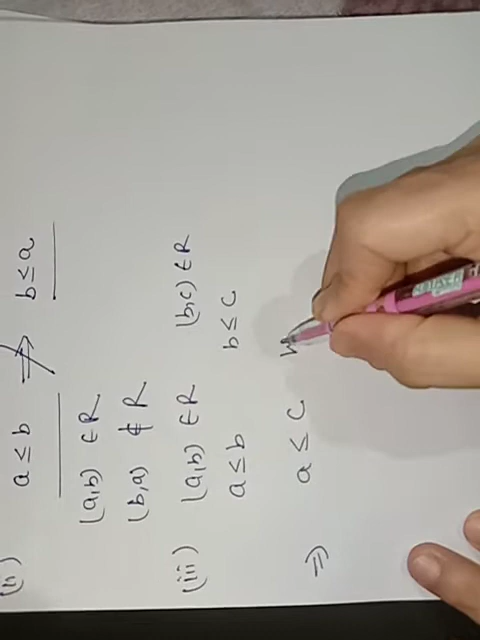 (ii) a ≤ b ⇏ b ≤ a
(a,b) ∈ R
(b,a) ∉ R
(iii) (a,b) ∈ R (b,c) ∈ R
a ≤ b b ≤ c
⇒ a ≤ c